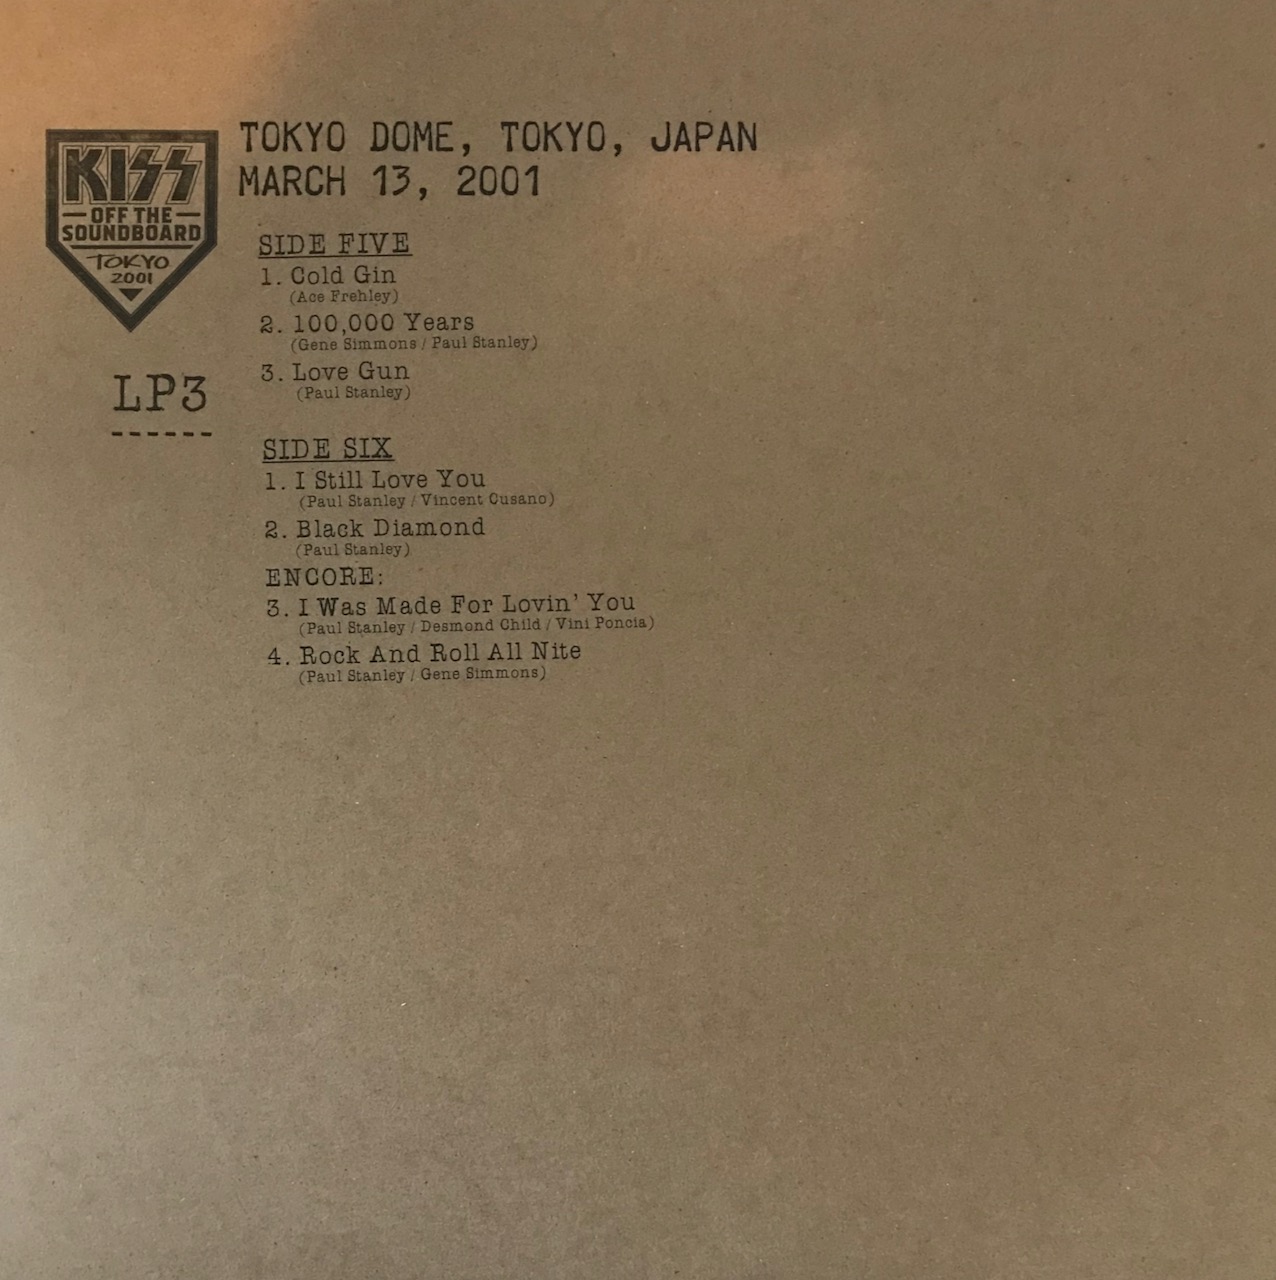 KISS
OFF THE
SOUNDBOARD
TOKYO
2001
TOKYO DOME, TOKYO, JAPAN
MARCH 13, 2001
LP3
SIDE FIVE
1. Cold Gin
(Ace Frehley)
2. 100,000 Years
(Gene Simmons / Paul Stanley)
3. Love Gun
(Paul Stanley)
SIDE SIX
1. I Still Love You
(Paul Stanley / Vincent Cusano)
2. Black Diamond
(Paul Stanley)
ENCORE:
3. I Was Made For Lovin' You
(Paul Stanley / Desmond Child / Vini Poncia)
4. Rock And Roll All Nite
(Paul Stanley / Gene Simmons)